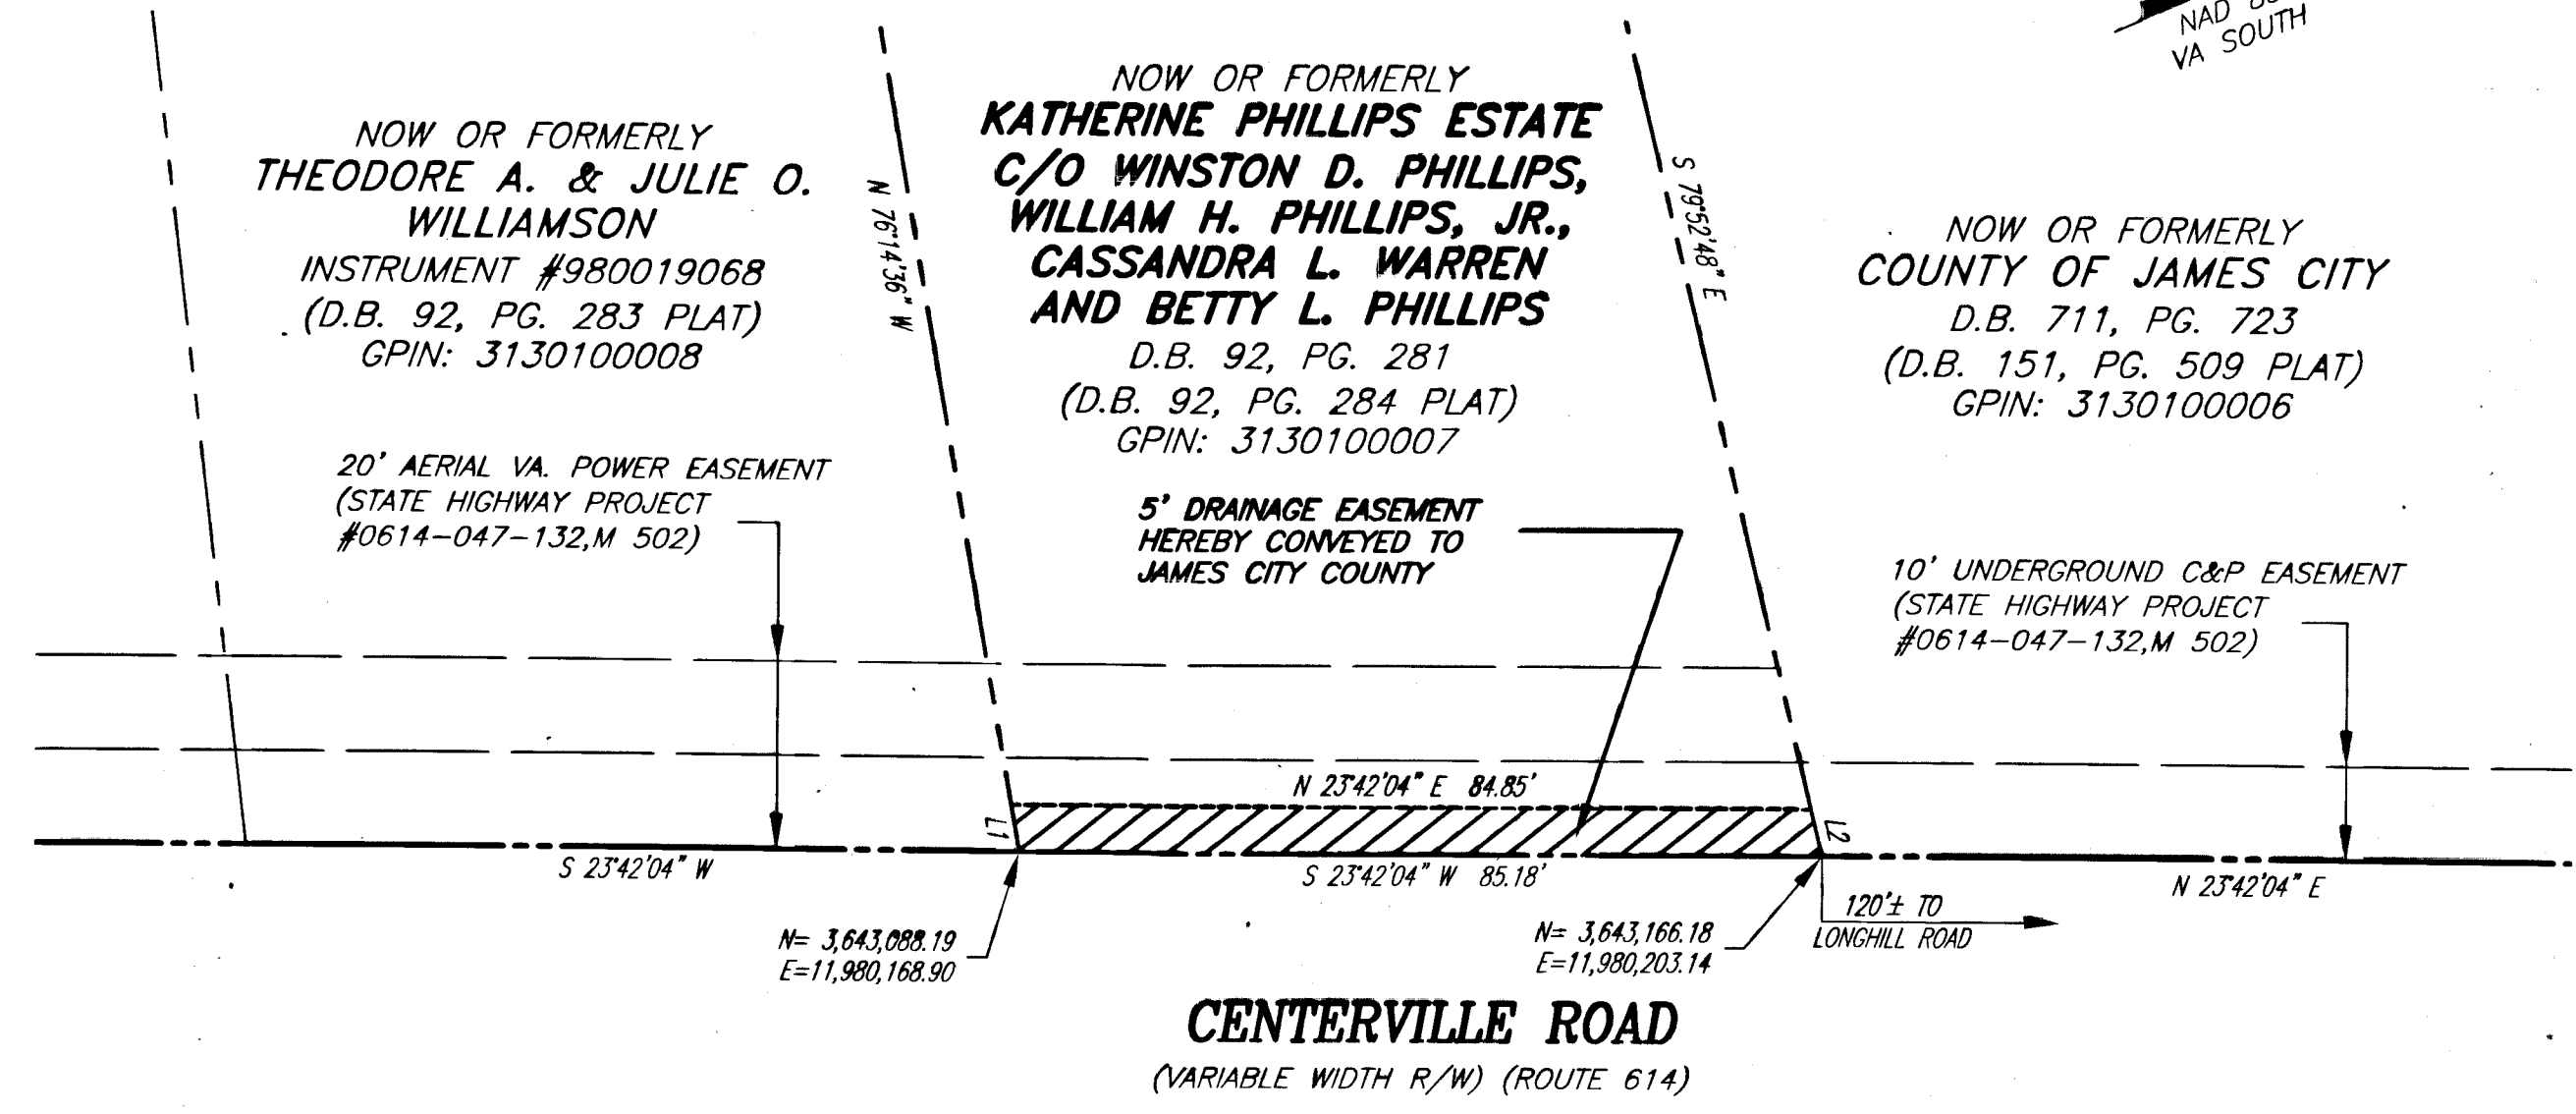 NAD
VA SOUTH
NOW OR FORMERLY
THEODORE A. & JULIE O.
WILLIAMSON
INSTRUMENT #980019068
(D.B. 92, PG. 283 PLAT)
GPIN: 3130100008
20' AERIAL VA. POWER EASEMENT
(STATE HIGHWAY PROJECT
#0614-047-132,M 502)
N 76°14'36" W
NOW OR FORMERLY
KATHERINE PHILLIPS ESTATE
C/O WINSTON D. PHILLIPS,
WILLIAM H. PHILLIPS, JR.,
CASSANDRA L. WARREN
AND BETTY L. PHILLIPS
D.B. 92, PG. 281
(D.B. 92, PG. 284 PLAT)
GPIN: 3130100007
5' DRAINAGE EASEMENT
HEREBY CONVEYED TO
JAMES CITY COUNTY
S 79°52'48" E
NOW OR FORMERLY
COUNTY OF JAMES CITY
D.B. 711, PG. 723
(D.B. 151, PG. 509 PLAT)
GPIN: 3130100006
10' UNDERGROUND C&P EASEMENT
(STATE HIGHWAY PROJECT
#0614-047-132,M 502)
N 23°42'04" E 84.85'
L1
L2
S 23°42'04" W
S 23°42'04" W 85.18'
N 23°42'04" E
N= 3,643,088.19
E=11,980,168.90
N= 3,643,166.18
E=11,980,203.14
120'± TO
LONGHILL ROAD
CENTERVILLE ROAD
(VARIABLE WIDTH R/W) (ROUTE 614)